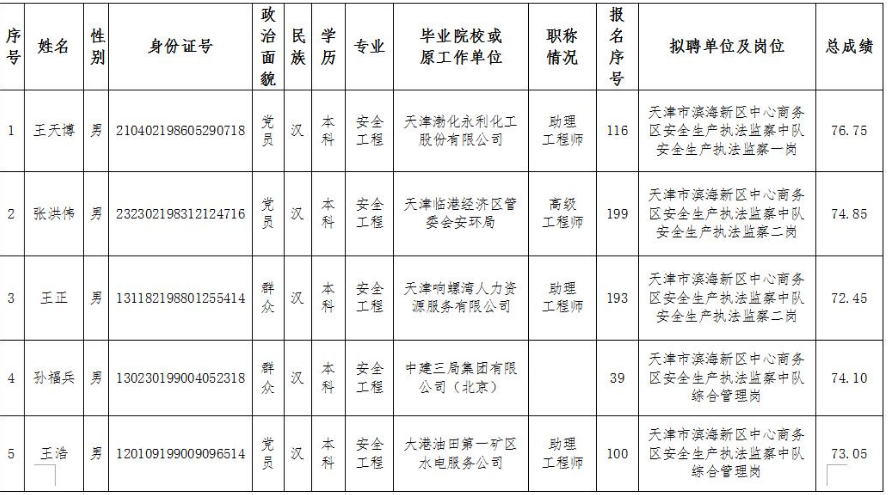 序号 姓名 性别 身份证号 政治面貌 民族 学历 专业 毕业院校或原工作单位 职称情况 报名序号 拟聘单位及岗位 总成绩
1 王天博 男 210402198605290718 党员 汉 本科 安全工程 天津渤化永利化工股份有限公司 助理工程师 116 天津市滨海新区中心商务区安全生产执法监察中队安全生产执法监察一岗 76.75
2 张洪伟 男 232302198312124716 党员 汉 本科 安全工程 天津临港经济区管委会安环局 高级工程师 199 天津市滨海新区中心商务区安全生产执法监察中队安全生产执法监察二岗 74.85
3 王正 男 131182198801255414 群众 汉 本科 安全工程 天津响螺湾人力资源服务有限公司 助理工程师 193 天津市滨海新区中心商务区安全生产执法监察中队安全生产执法监察二岗 72.45
4 孙福兵 男 130230199004052318 群众 汉 本科 安全工程 中建三局集团有限公司（北京） 39 天津市滨海新区中心商务区安全生产执法监察中队综合管理岗 74.10
5 王浩 男 120109199009096514 党员 汉 本科 安全工程 大港油田第一矿区水电服务公司 助理工程师 100 天津市滨海新区中心商务区安全生产执法监察中队综合管理岗 73.05